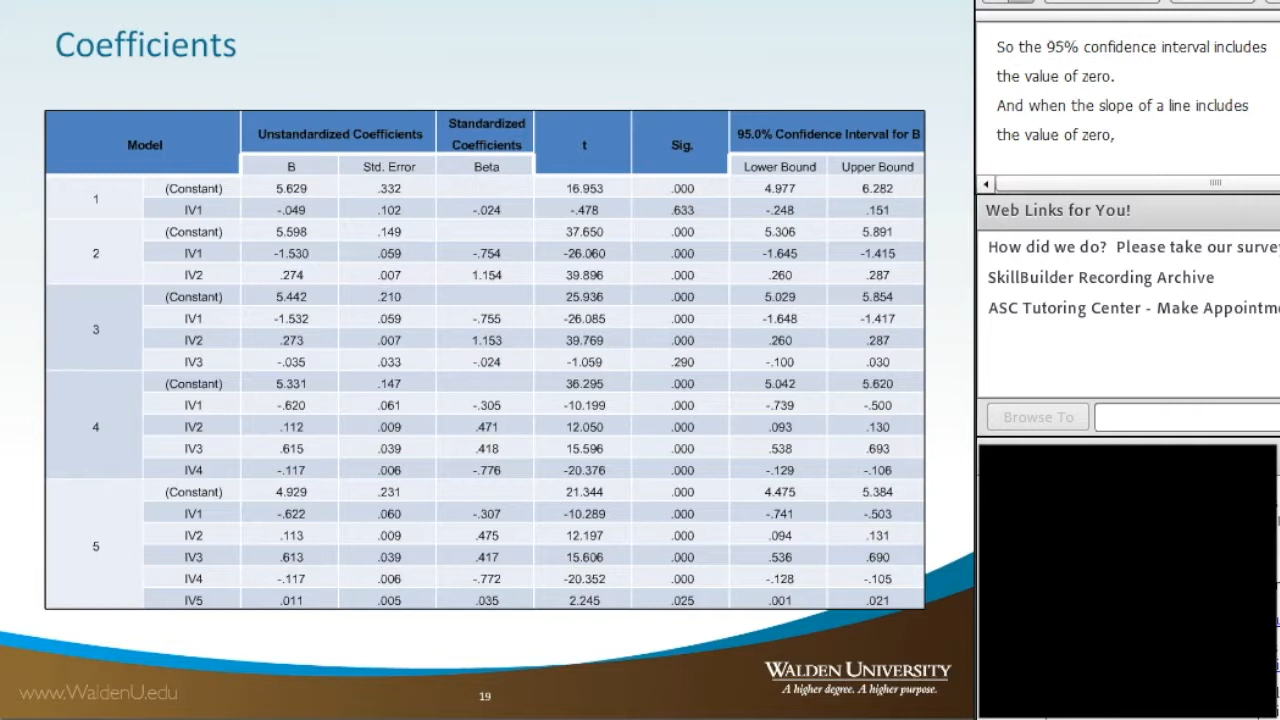 Coefficients
Model Unstandardized Coefficients Standardized Coefficients t Sig. 95.0% Confidence Interval for B
B Std. Error Beta Lower Bound Upper Bound
1 (Constant) 5.629 .332 16.953 .000 4.977 6.282
IV1 -.049 .102 -.024 -.478 .633 -.248 .151
2 (Constant) 5.598 .149 37.650 .000 5.306 5.891
IV1 -1.530 .059 -.754 -26.060 .000 -1.645 -1.415
IV2 .274 .007 1.154 39.896 .000 .260 .287
3 (Constant) 5.442 .210 25.936 .000 5.029 5.854
IV1 -1.532 .059 -.755 -26.085 .000 -1.648 -1.417
IV2 .273 .007 1.153 39.769 .000 .260 .287
IV3 -.035 .033 -.024 -1.059 .290 -.100 .030
4 (Constant) 5.331 .147 36.295 .000 5.042 5.620
IV1 -.620 .061 -.305 -10.199 .000 -.739 -.500
IV2 .112 .009 .471 12.050 .000 .093 .130
IV3 .615 .039 .418 15.596 .000 .538 .693
IV4 -.117 .006 -.776 -20.376 .000 -.129 -.106
5 (Constant) 4.929 .231 21.344 .000 4.475 5.384
IV1 -.622 .060 -.307 -10.289 .000 -.741 -.503
IV2 .113 .009 .475 12.197 .000 .094 .131
IV3 .613 .039 .417 15.606 .000 .536 .690
IV4 -.117 .006 -.772 -20.352 .000 -.128 -.105
IV5 .011 .005 .035 2.245 .025 .001 .021
www.WaldenU.edu
19
WALDEN UNIVERSITY
A higher degree. A higher purpose.
So the 95% confidence interval includes
the value of zero.
And when the slope of a line includes
the value of zero,
Web Links for You!
How did we do? Please take our surve
SkillBuilder Recording Archive
ASC Tutoring Center - Make Appointm
Browse To